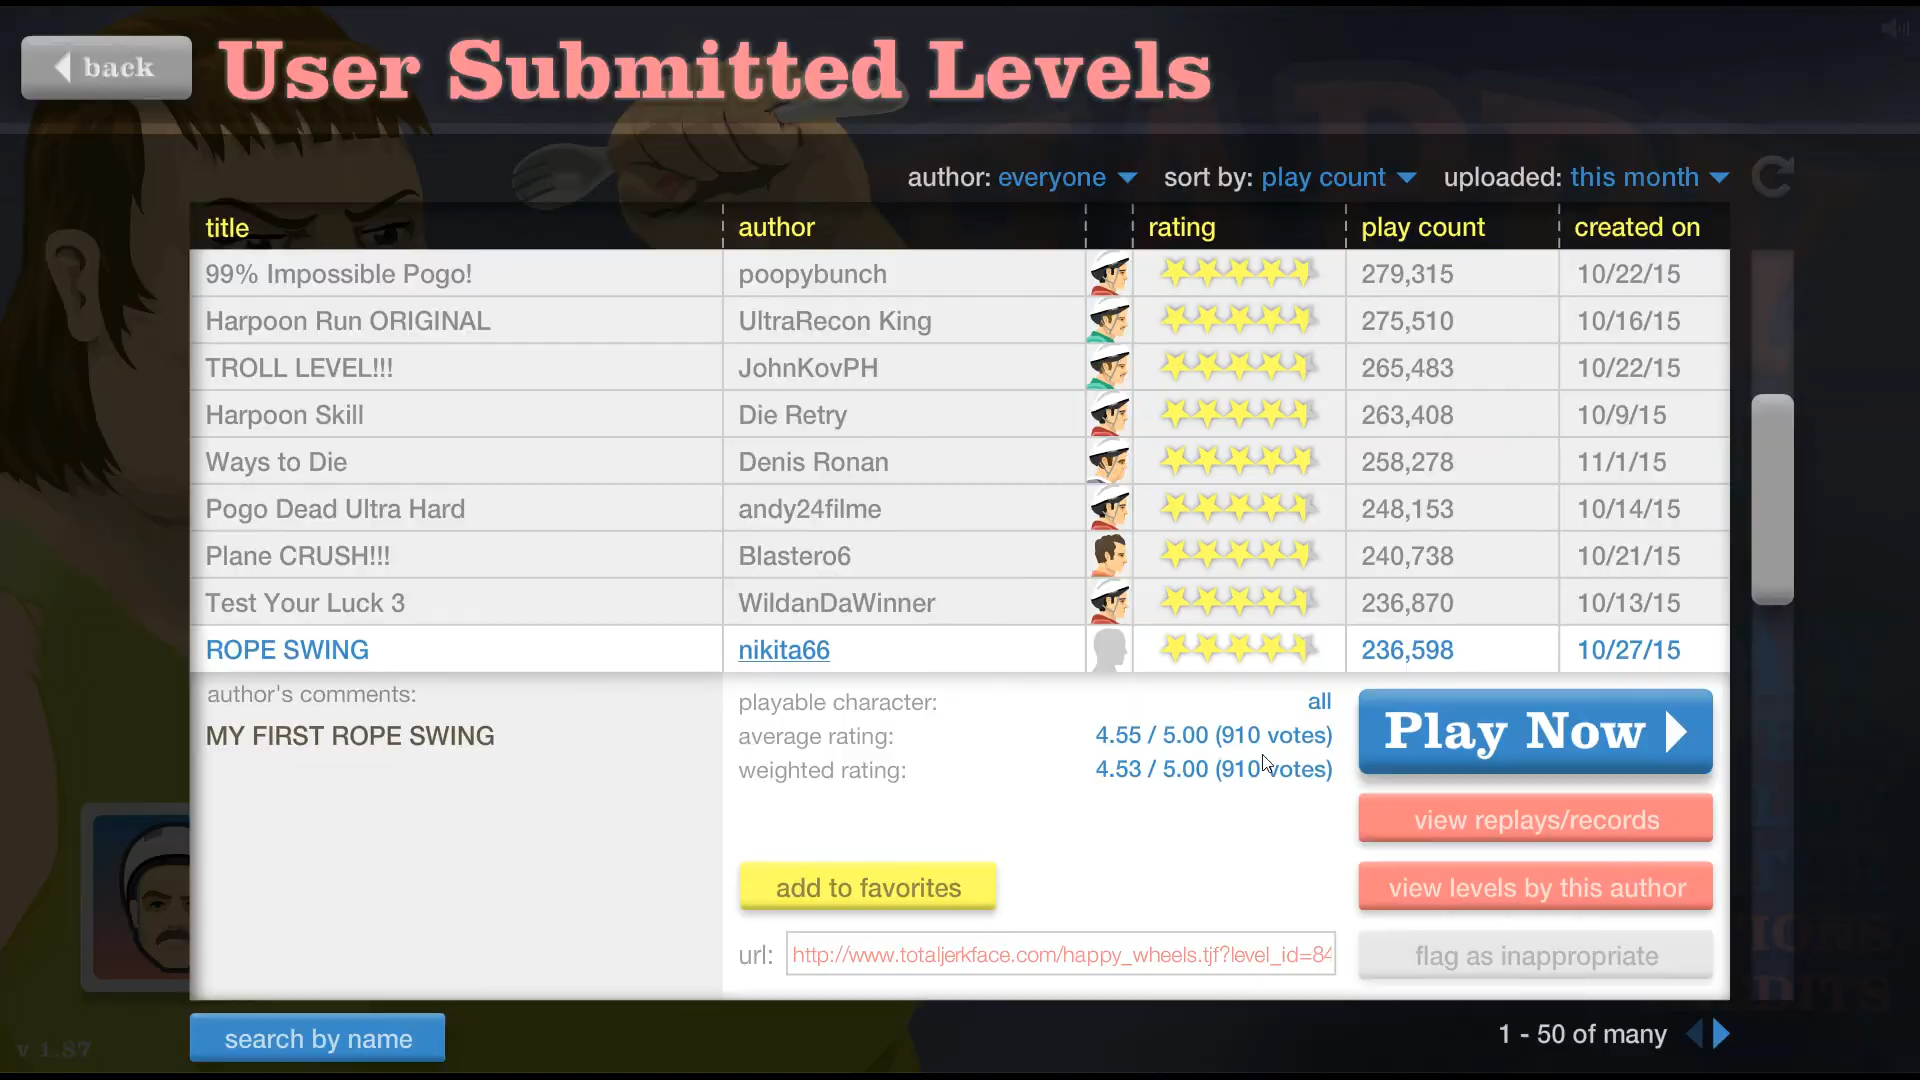 back
User Submitted Levels
author: everyone sort by: play count uploaded: this month
title author rating play count created on
99% Impossible Pogo! poopybunch 279,315 10/22/15
Harpoon Run ORIGINAL UltraRecon King 275,510 10/16/15
TROLL LEVEL!!! JohnKovPH 265,483 10/22/15
Harpoon Skill Die Retry 263,408 10/9/15
Ways to Die Denis Ronan 258,278 11/1/15
Pogo Dead Ultra Hard andy24filme 248,153 10/14/15
Plane CRUSH!!! Blastero6 240,738 10/21/15
Test Your Luck 3 WildanDaWinner 236,870 10/13/15
ROPE SWING nikita66 236,598 10/27/15
author's comments:
MY FIRST ROPE SWING
playable character: all
average rating: 4.55 / 5.00 (910 votes)
weighted rating: 4.53 / 5.00 (910 votes)
Play Now
view replays/records
add to favorites
view levels by this author
url: http://www.totaljerkface.com/happy_wheels.tjf?level_id=84
flag as inappropriate
search by name
1 - 50 of many
v 1.87